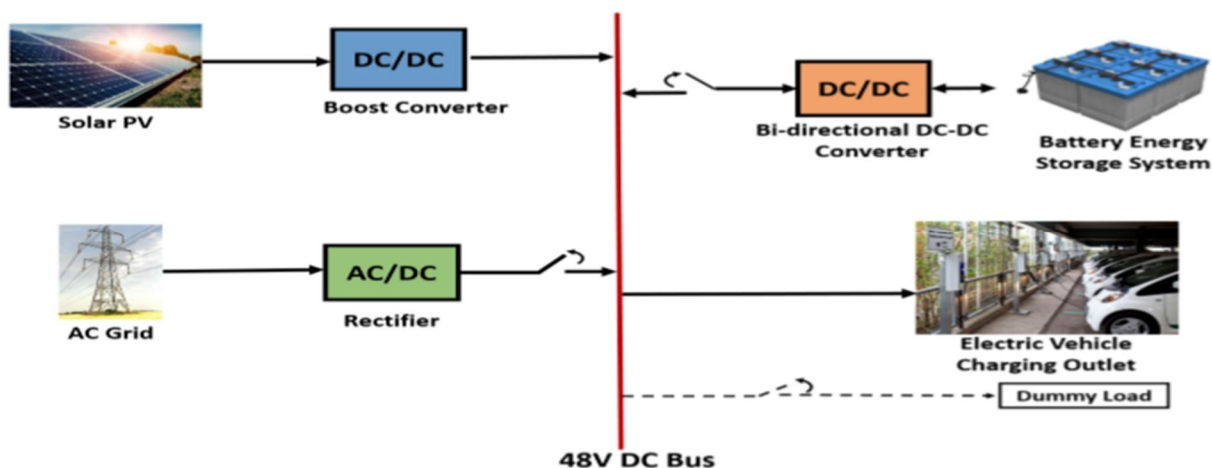 DC/DC
Boost Converter
Solar PV
DC/DC
Bi-directional DC-DC
Converter
Battery Energy
Storage System
AC/DC
Rectifier
AC Grid
Electric Vehicle
Charging Outlet
Dummy Load
48V DC Bus